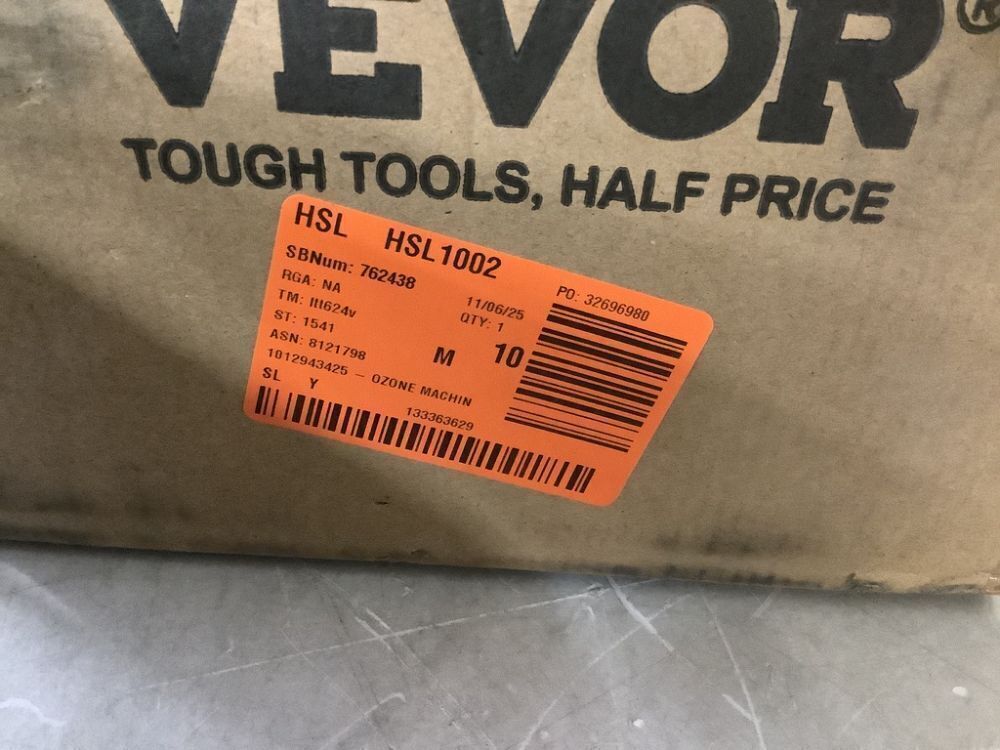 VEVOR®
TOUGH TOOLS, HALF PRICE
HSL HSL1002
SBNum: 762438
RGA: NA 11/06/25 PO: 32696980
TM: ltl624v QTY: 1
ST: 1541
ASN: 8121798 M 10
1012943425 – OZONE MACHIN
SL Y
133363629